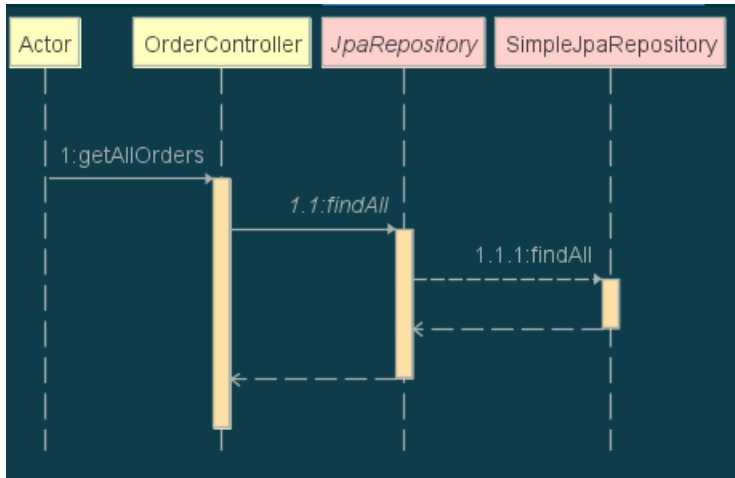 Actor
OrderController
JpaRepository
SimpleJpaRepository
1:getAllOrders
1.1:findAll
1.1.1:findAll